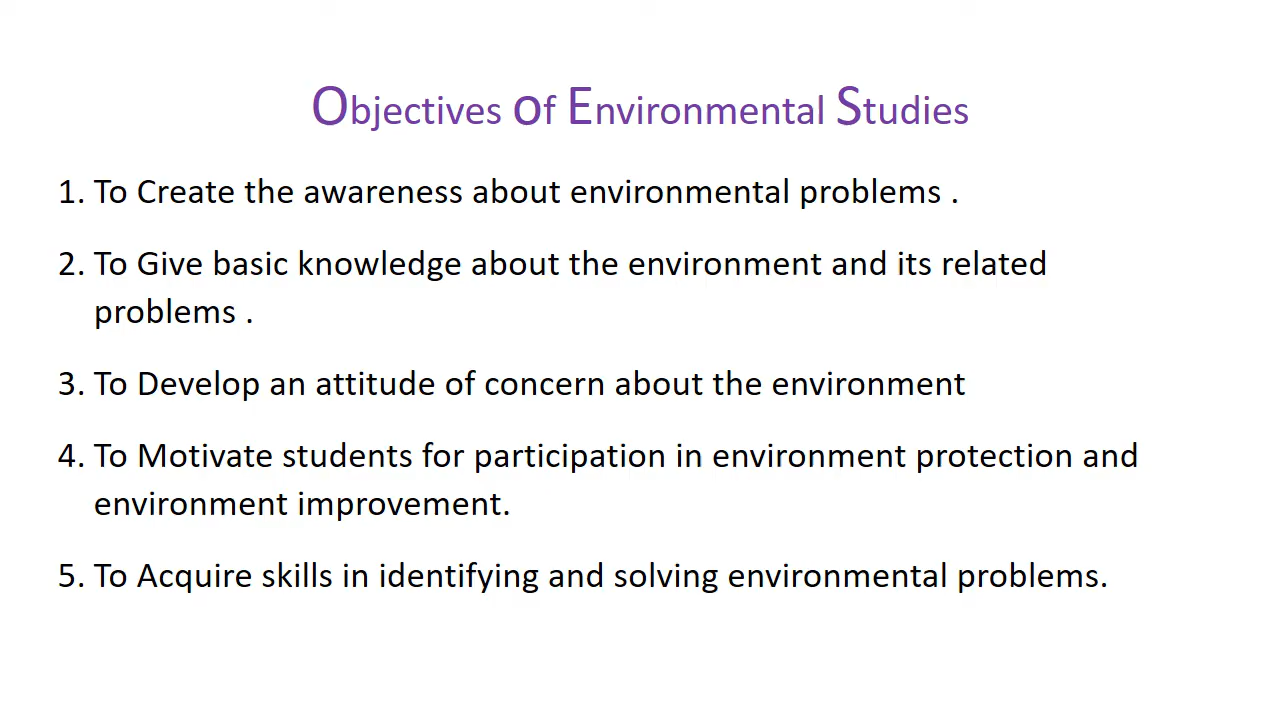 Objectives of Environmental Studies
1. To Create the awareness about environmental problems .
2. To Give basic knowledge about the environment and its related
problems .
3. To Develop an attitude of concern about the environment
4. To Motivate students for participation in environment protection and
environment improvement.
5. To Acquire skills in identifying and solving environmental problems.